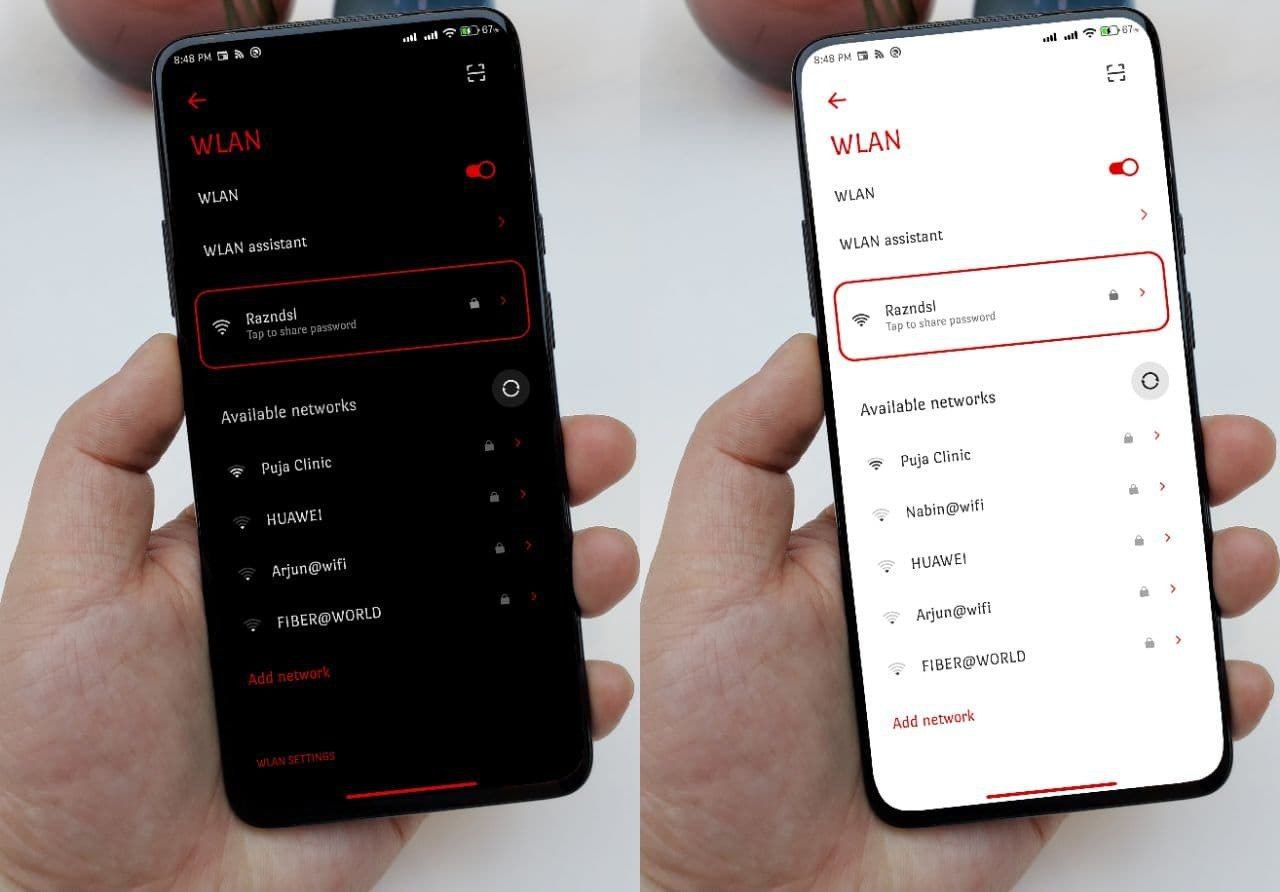 8:48 PM
67%
WLAN
WLAN
WLAN assistant
Razndsl
Tap to share password
Available networks
Puja Clinic
HUAWEI
Arjun@wifi
FIBER@WORLD
Add network
WLAN SETTINGS
8:48 PM
67%
WLAN
WLAN
WLAN assistant
Razndsl
Tap to share password
Available networks
Puja Clinic
Nabin@wifi
HUAWEI
Arjun@wifi
FIBER@WORLD
Add network